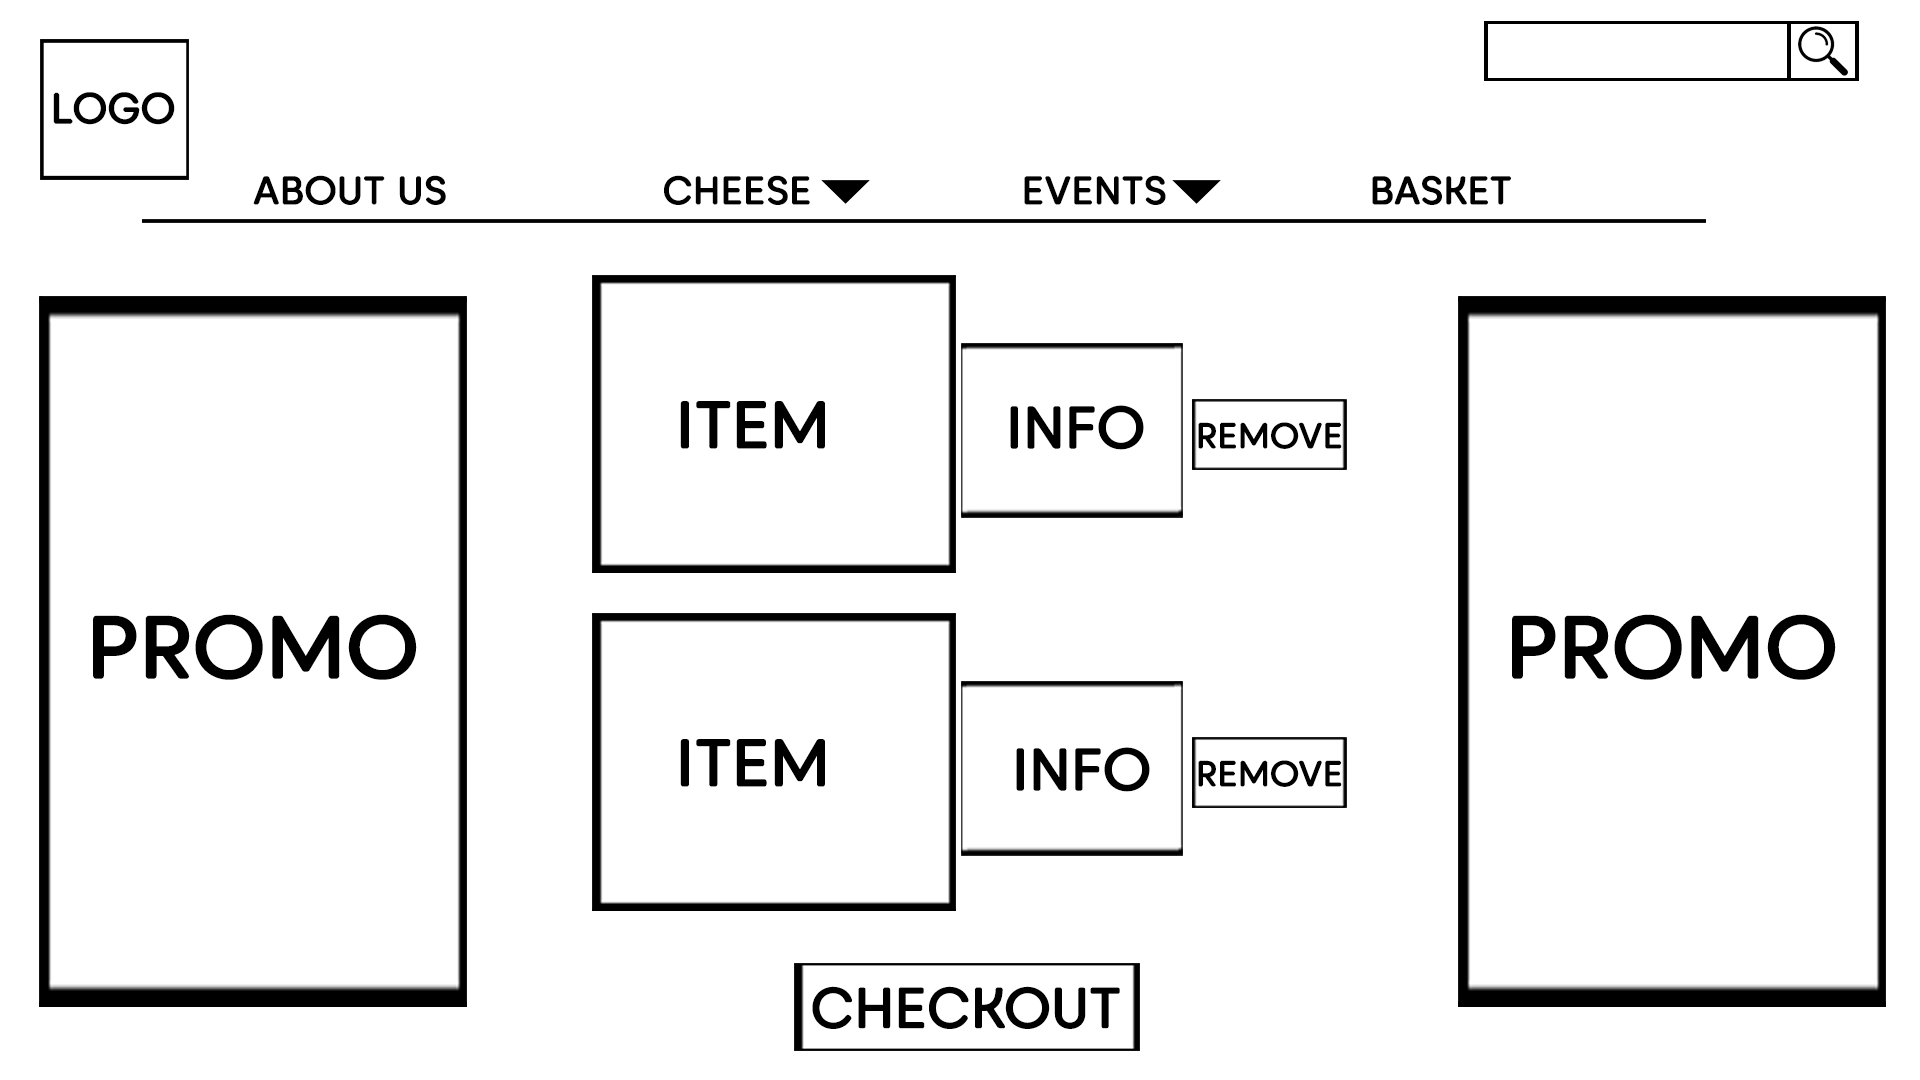 LOGO
ABOUT US
CHEESE
EVENTS
BASKET
PROMO
ITEM
INFO
REMOVE
ITEM
INFO
REMOVE
PROMO
CHECKOUT